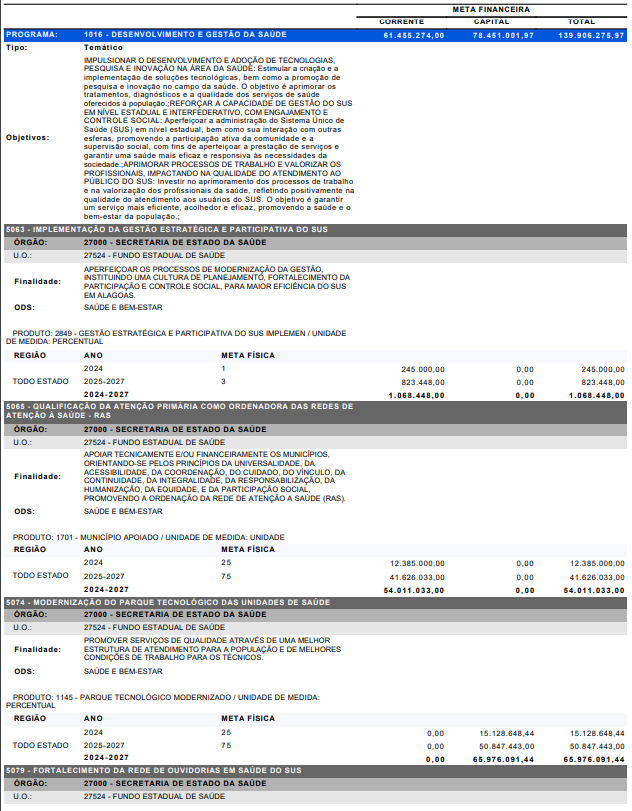 META FINANCEIRA
CORRENTE CAPITAL TOTAL
PROGRAMA: 1016 - DESENVOLVIMENTO E GESTÃO DA SAÚDE 61.455.274,00 78.451.001,97 139.906.275,97
Tipo: Temático
IMPULSIONAR O DESENVOLVIMENTO E ADOÇÃO DE TECNOLOGIAS,
PESQUISA E INOVAÇÃO NA ÁREA DA SAÚDE: Estimular a criação e a
implementação de soluções tecnológicas, bem como a promoção de
pesquisa e inovação no campo da saúde. O objetivo é aprimorar os
tratamentos, diagnósticos e a qualidade dos serviços de saúde
oferecidos à população.;REFORÇAR A CAPACIDADE DE GESTÃO DO SUS
EM NÍVEL ESTADUAL E INTERFEDERATIVO, COM ENGAJAMENTO E
CONTROLE SOCIAL: Aperfeiçoar a administração do Sistema Único de
Saúde (SUS) em nível estadual, bem como sua interação com outras
Objetivos: esferas, promovendo a participação ativa da comunidade e a
supervisão social, com fins de aperfeiçoar a prestação de serviços e
garantir uma saúde mais eficaz e responsiva às necessidades da
sociedade.;APRIMORAR PROCESSOS DE TRABALHO E VALORIZAR OS
PROFISSIONAIS, IMPACTANDO NA QUALIDADE DO ATENDIMENTO AO
PÚBLICO DO SUS: Investir no aprimoramento dos processos de trabalho
e na valorização dos profissionais da saúde, refletindo positivamente na
qualidade do atendimento aos usuários do SUS. O objetivo é garantir
um serviço mais eficiente, acolhedor e eficaz, promovendo a saúde e o
bem-estar da população.;
5063 - IMPLEMENTAÇÃO DA GESTÃO ESTRATÉGICA E PARTICIPATIVA DO SUS
ÓRGÃO: 27000 - SECRETARIA DE ESTADO DA SAÚDE
U.O.: 27524 - FUNDO ESTADUAL DE SAÚDE
APERFEIÇOAR OS PROCESSOS DE MODERNIZAÇÃO DA GESTÃO,
Finalidade: INSTITUINDO UMA CULTURA DE PLANEJAMENTO, FORTALECIMENTO DA
PARTICIPAÇÃO E CONTROLE SOCIAL, PARA MAIOR EFICIÊNCIA DO SUS
EM ALAGOAS.
ODS: SAÚDE E BEM-ESTAR
PRODUTO: 2849 - GESTÃO ESTRATÉGICA E PARTICIPATIVA DO SUS IMPLEMEN / UNIDADE
DE MEDIDA: PERCENTUAL
REGIÃO ANO META FÍSICA
2024 1 245.000,00 0,00 245.000,00
TODO ESTADO 2025-2027 3 823.448,00 0,00 823.448,00
2024-2027 1.068.448,00 0,00 1.068.448,00
5065 - QUALIFICAÇÃO DA ATENÇÃO PRIMÁRIA COMO ORDENADORA DAS REDES DE
ATENÇÃO À SAÚDE - RAS
ÓRGÃO: 27000 - SECRETARIA DE ESTADO DA SAÚDE
U.O.: 27524 - FUNDO ESTADUAL DE SAÚDE
APOIAR TECNICAMENTE E/OU FINANCEIRAMENTE OS MUNICÍPIOS,
ORIENTANDO-SE PELOS PRINCÍPIOS DA UNIVERSALIDADE, DA
Finalidade: ACESSIBILIDADE, DA COORDENAÇÃO, DO CUIDADO, DO VÍNCULO, DA
CONTINUIDADE, DA INTEGRALIDADE, DA RESPONSABILIZAÇÃO, DA
HUMANIZAÇÃO, DA EQUIDADE, E DA PARTICIPAÇÃO SOCIAL,
PROMOVENDO A ORDENAÇÃO DA REDE DE ATENÇÃO A SAÚDE (RAS).
ODS: SAÚDE E BEM-ESTAR
PRODUTO: 1701 - MUNICÍPIO APOIADO / UNIDADE DE MEDIDA: UNIDADE
REGIÃO ANO META FÍSICA
2024 25 12.385.000,00 0,00 12.385.000,00
TODO ESTADO 2025-2027 75 41.626.033,00 0,00 41.626.033,00
2024-2027 54.011.033,00 0,00 54.011.033,00
5074 - MODERNIZAÇÃO DO PARQUE TECNOLÓGICO DAS UNIDADES DE SAÚDE
ÓRGÃO: 27000 - SECRETARIA DE ESTADO DA SAÚDE
U.O.: 27524 - FUNDO ESTADUAL DE SAÚDE
PROMOVER SERVIÇOS DE QUALIDADE ATRAVÉS DE UMA MELHOR
Finalidade: ESTRUTURA DE ATENDIMENTO PARA A POPULAÇÃO E DE MELHORES
CONDIÇÕES DE TRABALHO PARA OS TÉCNICOS.
ODS: SAÚDE E BEM-ESTAR
PRODUTO: 1145 - PARQUE TECNOLÓGICO MODERNIZADO / UNIDADE DE MEDIDA:
PERCENTUAL
REGIÃO ANO META FÍSICA
2024 25 0,00 15.128.648,44 15.128.648,44
TODO ESTADO 2025-2027 75 0,00 50.847.443,00 50.847.443,00
2024-2027 0,00 65.976.091,44 65.976.091,44
5079 - FORTALECIMENTO DA REDE DE OUVIDORIAS EM SAÚDE DO SUS
ÓRGÃO: 27000 - SECRETARIA DE ESTADO DA SAÚDE
U.O.: 27524 - FUNDO ESTADUAL DE SAÚDE